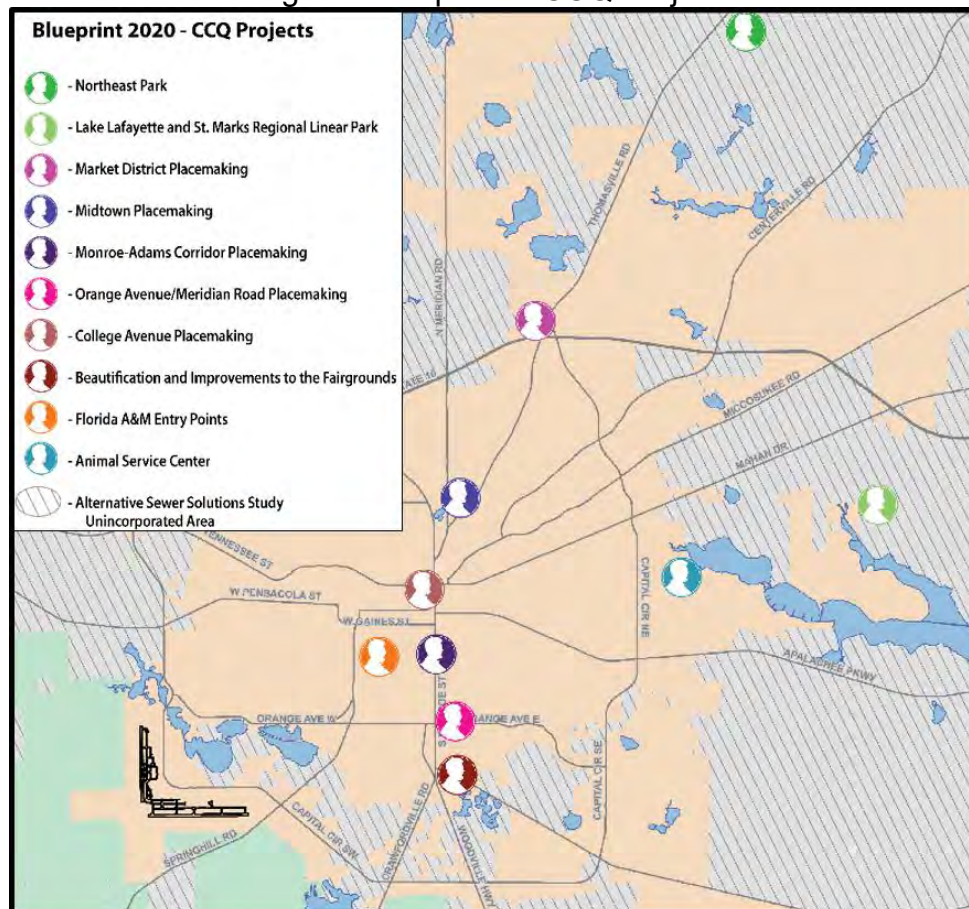 Blueprint 2020 - CCQ Projects
- Northeast Park
- Lake Lafayette and St. Marks Regional Linear Park
- Market District Placemaking
- Midtown Placemaking
- Monroe-Adams Corridor Placemaking
- Orange Avenue/Meridian Road Placemaking
- College Avenue Placemaking
- Beautification and Improvements to the Fairgrounds
- Florida A&M Entry Points
- Animal Service Center
- Alternative Sewer Solutions Study
Unincorporated Area
THOMASVILLE RD
CENTERVILLE RD
N MERIDIAN RD
MICCOSUKEE RD
MAHAN DR
CAPITAL CIR NE
W PENSACOLA ST
W GAINES ST
APALACHEE PKWY
ORANGE AVE W
CAPITAL CIR SE
CAPITAL CIR SW
SPRINGHILL RD
CRAWFORDVILLE RD
WOODVILLE HWY